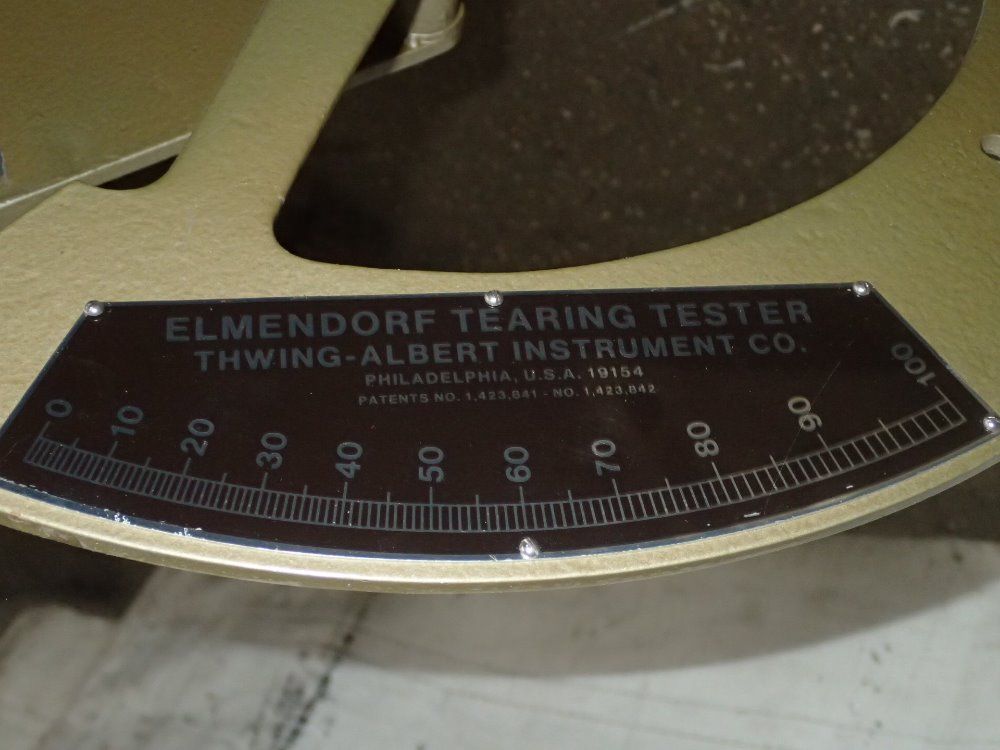 ELMENDORF TEARING TESTER
THWING-ALBERT INSTRUMENT CO.
PHILADELPHIA, U.S.A. 19154
PATENTS NO. 1,423,841 - NO. 1,423,842
0 10 20 30 40 50 60 70 80 90 100